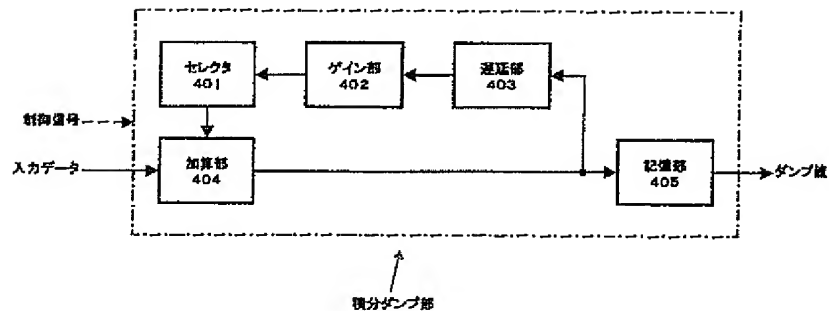 セレクタ
401
ゲイン部
402
遅延部
403
制御信号
入力データ
加算部
404
記憶部
405
ダンプ値
積分ダンプ部